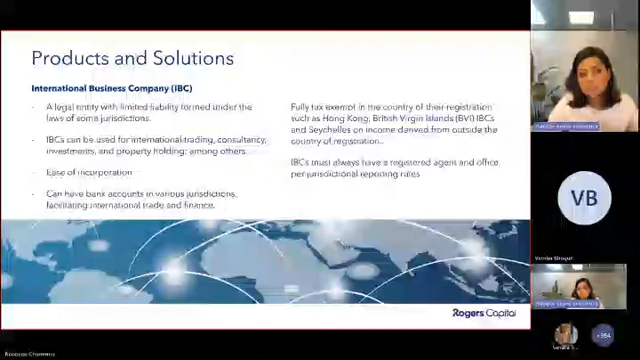 Products and Solutions
International Business Company (IBC)
- A legal entity with limited liability formed under the
laws of some jurisdictions.
- IBCs can be used for international trading, consultancy,
investments, and property holding; among others.
- Ease of incorporation
- Can have bank accounts in various jurisdictions,
facilitating international trade and finance.
Fully tax exempt in the country of their registration
such as Hong Kong, British Virgin Islands (BVI) IBCs
and Seychelles on income derived from outside the
country of registration.
IBCs must always have a registered agent and office
per jurisdictional reporting rules
Rogers Capital
VB